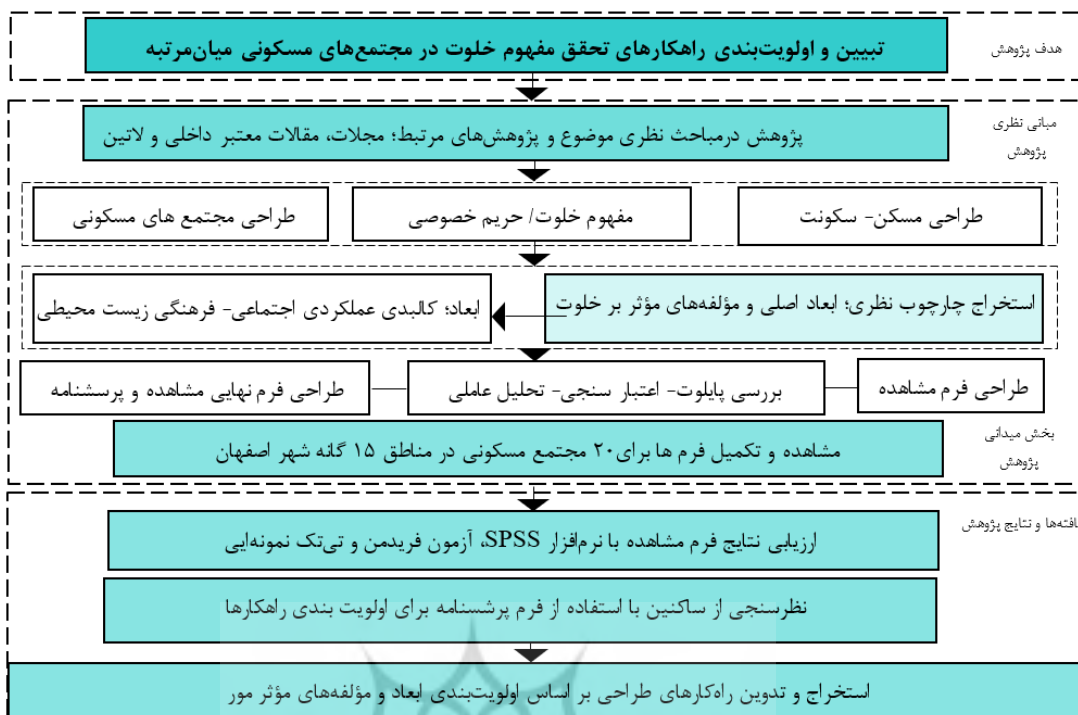 هدف پژوهش
تبیین و اولویت‌بندی راهکارهای تحقق مفهوم خلوت در مجتمع‌های مسکونی میان‌مرتبه
مبانی نظری
پژوهش
پژوهش درمباحث نظری موضوع و پژوهش‌های مرتبط؛ مجلات، مقالات معتبر داخلی و لاتین
طراحی مسکن- سکونت
مفهوم خلوت/ حریم خصوصی
طراحی مجتمع های مسکونی
استخراج چارچوب نظری؛ ابعاد اصلی و مؤلفه‌های مؤثر بر خلوت
ابعاد؛ کالبدی عملکردی اجتماعی- فرهنگی زیست محیطی
طراحی فرم مشاهده
بررسی پایلوت- اعتبار سنجی- تحلیل عاملی
طراحی فرم نهایی مشاهده و پرسشنامه
بخش میدانی
پژوهش
مشاهده و تکمیل فرم ها برای۲۰ مجتمع مسکونی در مناطق ۱۵ گانه شهر اصفهان
افته‌ها و نتایج پژوهش
ارزیابی نتایج فرم مشاهده با نرم‌افزار SPSS، آزمون فریدمن و تی‌تک نمونه‌ایی
نظرسنجی از ساکنین با استفاده از فرم پرشسنامه برای اولویت بندی راهکارها
استخراج و تدوین راه‌کارهای طراحی بر اساس اولویت‌بندی ابعاد و مؤلفه‌های مؤثر مور